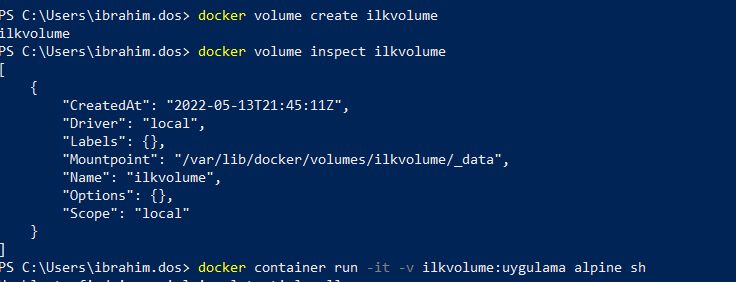 PS C:\Users\ibrahim.dos> docker volume create ilkvolume
ilkvolume
PS C:\Users\ibrahim.dos> docker volume inspect ilkvolume
[
    {
        "CreatedAt": "2022-05-13T21:45:11Z",
        "Driver": "local",
        "Labels": {},
        "Mountpoint": "/var/lib/docker/volumes/ilkvolume/_data",
        "Name": "ilkvolume",
        "Options": {},
        "Scope": "local"
    }
]
PS C:\Users\ibrahim.dos> docker container run -it -v ilkvolume:uygulama alpine sh